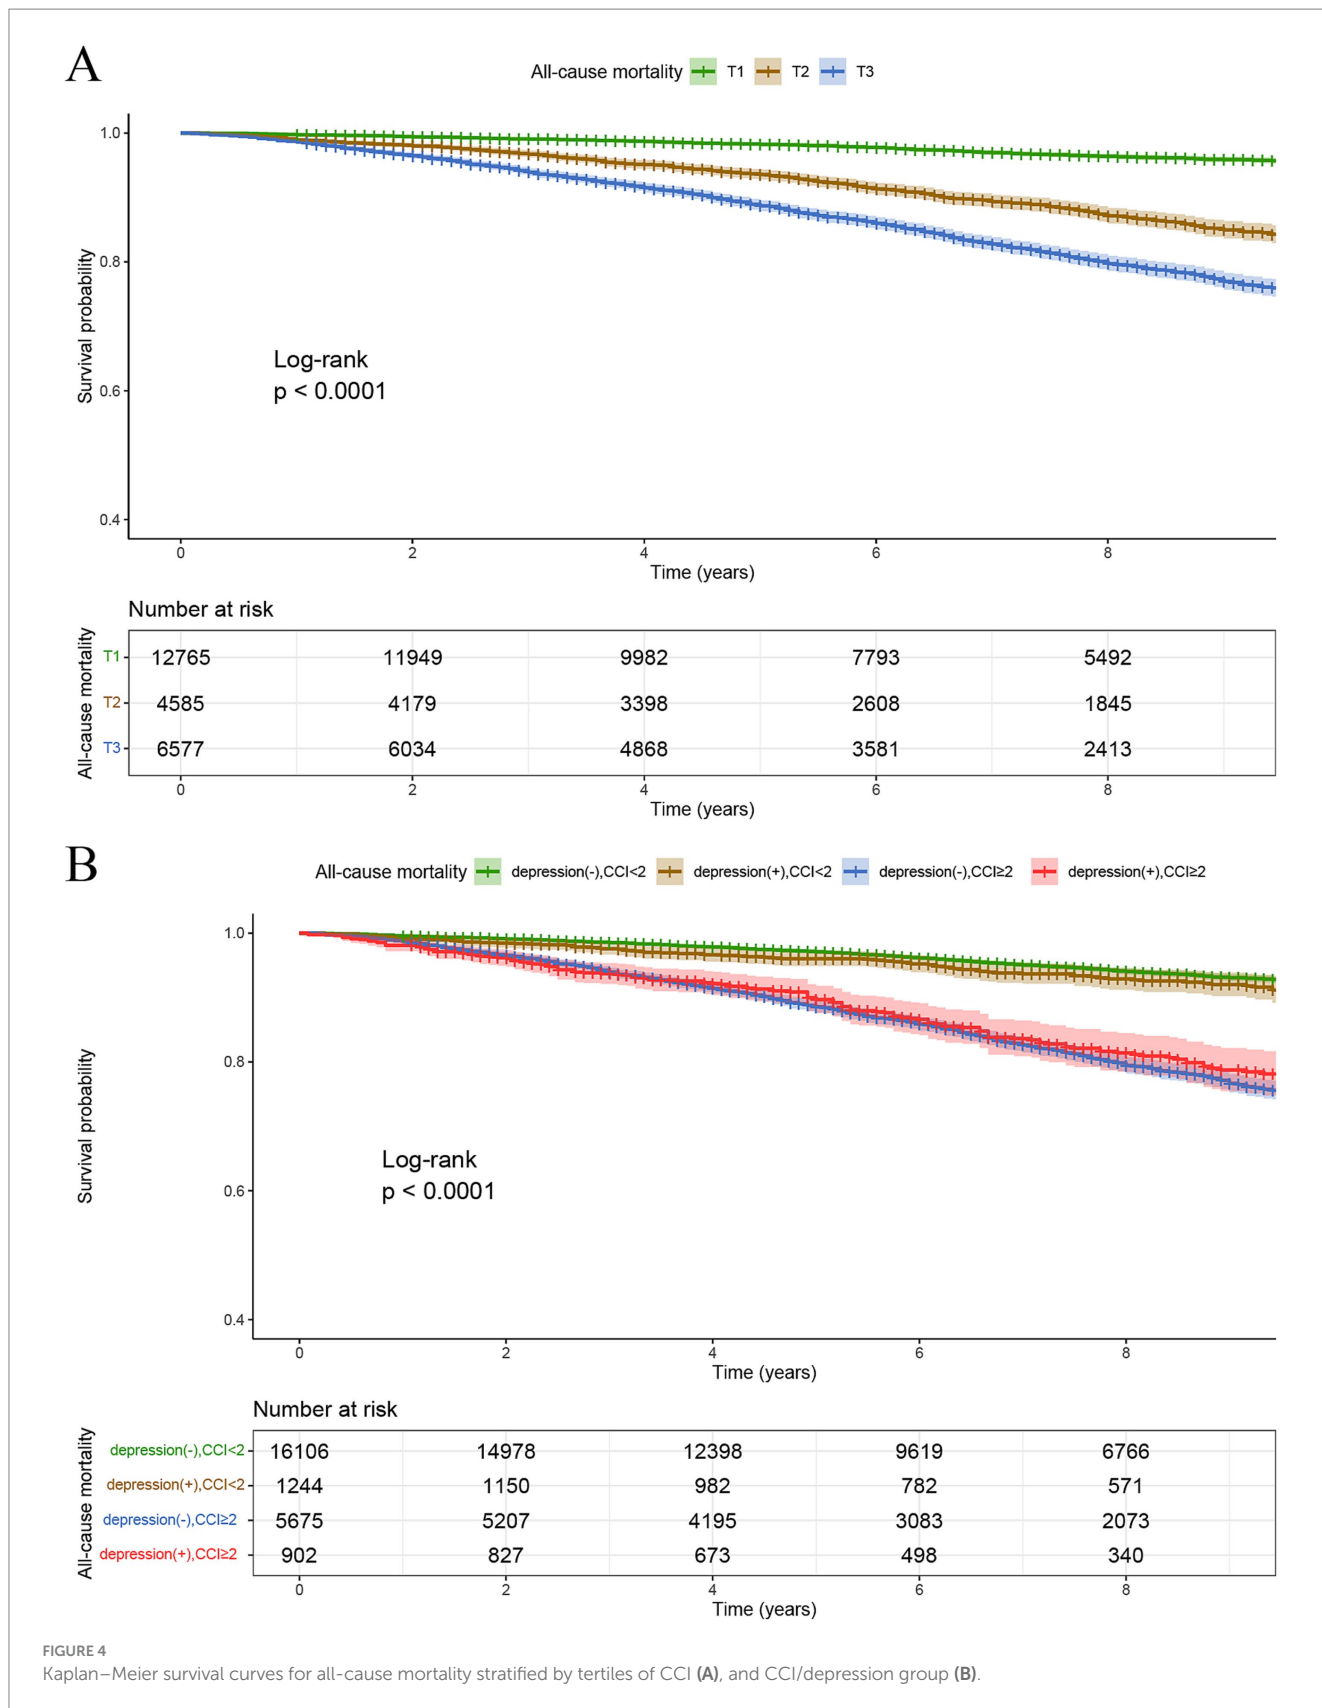 A
All-cause mortality T1 T2 T3
1.0
0.8
0.6
0.4
Survival probability
Log-rank
p < 0.0001
0 2 4 6 8
Time (years)
Number at risk
All-cause mortality
T1 12765 11949 9982 7793 5492
T2 4585 4179 3398 2608 1845
T3 6577 6034 4868 3581 2413
0 2 4 6 8
Time (years)
B
All-cause mortality depression(-),CCI<2 depression(+),CCI<2 depression(-),CCI≥2 depression(+),CCI≥2
1.0
0.8
0.6
0.4
Survival probability
Log-rank
p < 0.0001
0 2 4 6 8
Time (years)
Number at risk
All-cause mortality
depression(-),CCI<2 16106 14978 12398 9619 6766
depression(+),CCI<2 1244 1150 982 782 571
depression(-),CCI≥2 5675 5207 4195 3083 2073
depression(+),CCI≥2 902 827 673 498 340
0 2 4 6 8
Time (years)
FIGURE 4
Kaplan–Meier survival curves for all-cause mortality stratified by tertiles of CCI (A), and CCI/depression group (B).